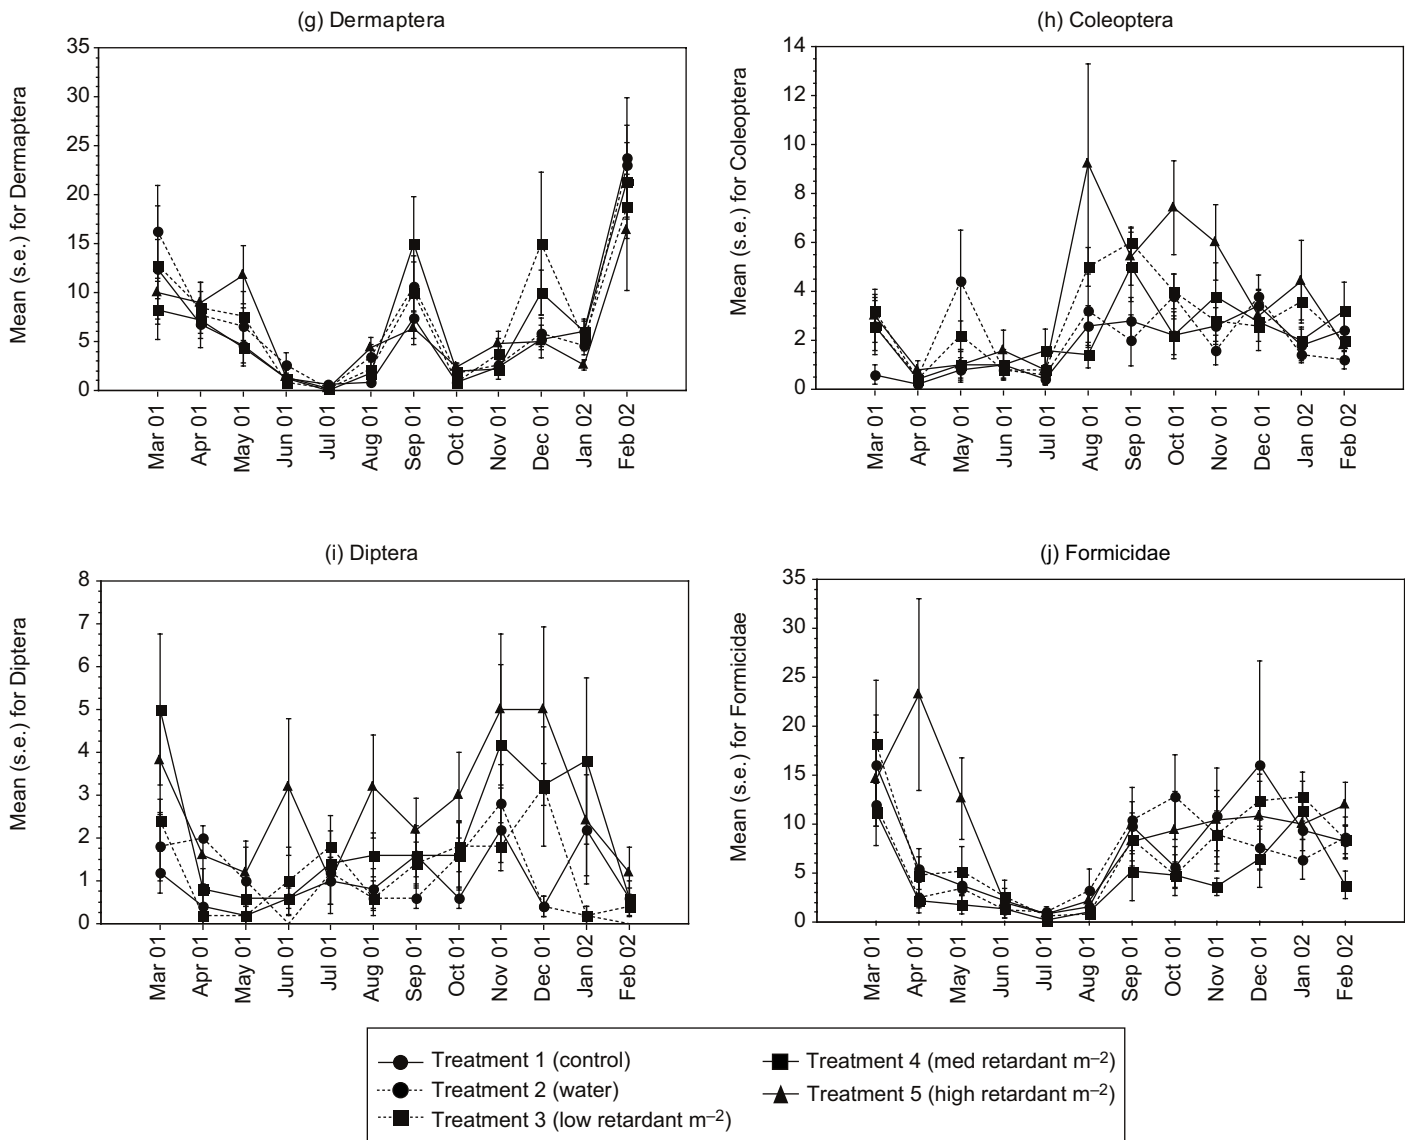 (g) Dermaptera
Mean (s.e.) for Dermaptera
35
30
25
20
15
10
5
0
Mar 01
Apr 01
May 01
Jun 01
Jul 01
Aug 01
Sep 01
Oct 01
Nov 01
Dec 01
Jan 02
Feb 02
(h) Coleoptera
Mean (s.e.) for Coleoptera
14
12
10
8
6
4
2
0
Mar 01
Apr 01
May 01
Jun 01
Jul 01
Aug 01
Sep 01
Oct 01
Nov 01
Dec 01
Jan 02
Feb 02
(i) Diptera
Mean (s.e.) for Diptera
8
7
6
5
4
3
2
1
0
Mar 01
Apr 01
May 01
Jun 01
Jul 01
Aug 01
Sep 01
Oct 01
Nov 01
Dec 01
Jan 02
Feb 02
(j) Formicidae
Mean (s.e.) for Formicidae
35
30
25
20
15
10
5
0
Mar 01
Apr 01
May 01
Jun 01
Jul 01
Aug 01
Sep 01
Oct 01
Nov 01
Dec 01
Jan 02
Feb 02
Treatment 1 (control)
Treatment 2 (water)
Treatment 3 (low retardant m⁻²)
Treatment 4 (med retardant m⁻²)
Treatment 5 (high retardant m⁻²)